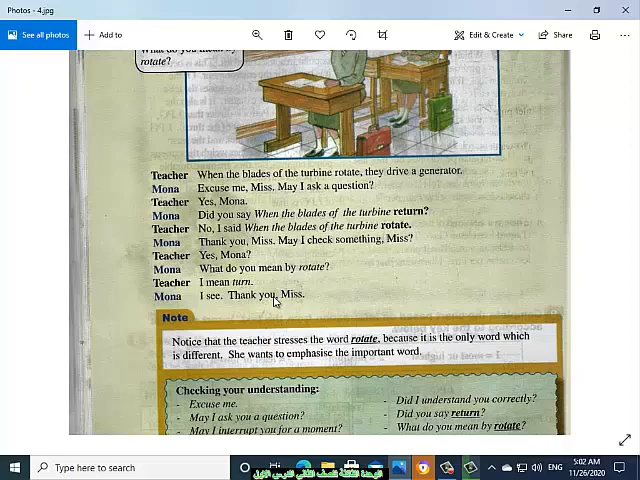 Photos - 4.jpg
See all photos
Add to
Edit & Create
Share
What do you mean by
rotate?
Teacher When the blades of the turbine rotate, they drive a generator.
Mona Excuse me, Miss. May I ask a question?
Teacher Yes, Mona.
Mona Did you say When the blades of the turbine return?
Teacher No, I said When the blades of the turbine rotate.
Mona Thank you, Miss. May I check something, Miss?
Teacher Yes, Mona?
Mona What do you mean by rotate?
Teacher I mean turn.
Mona I see. Thank you, Miss.
Note
Notice that the teacher stresses the word rotate, because it is the only word which
is different. She wants to emphasise the important word.
Checking your understanding:
- Excuse me.
- May I ask you a question?
- May I interrupt you for a moment?
- Did I understand you correctly?
- Did you say return?
- What do you mean by rotate?
Type here to search
ENG
5:02 AM
11/26/2020